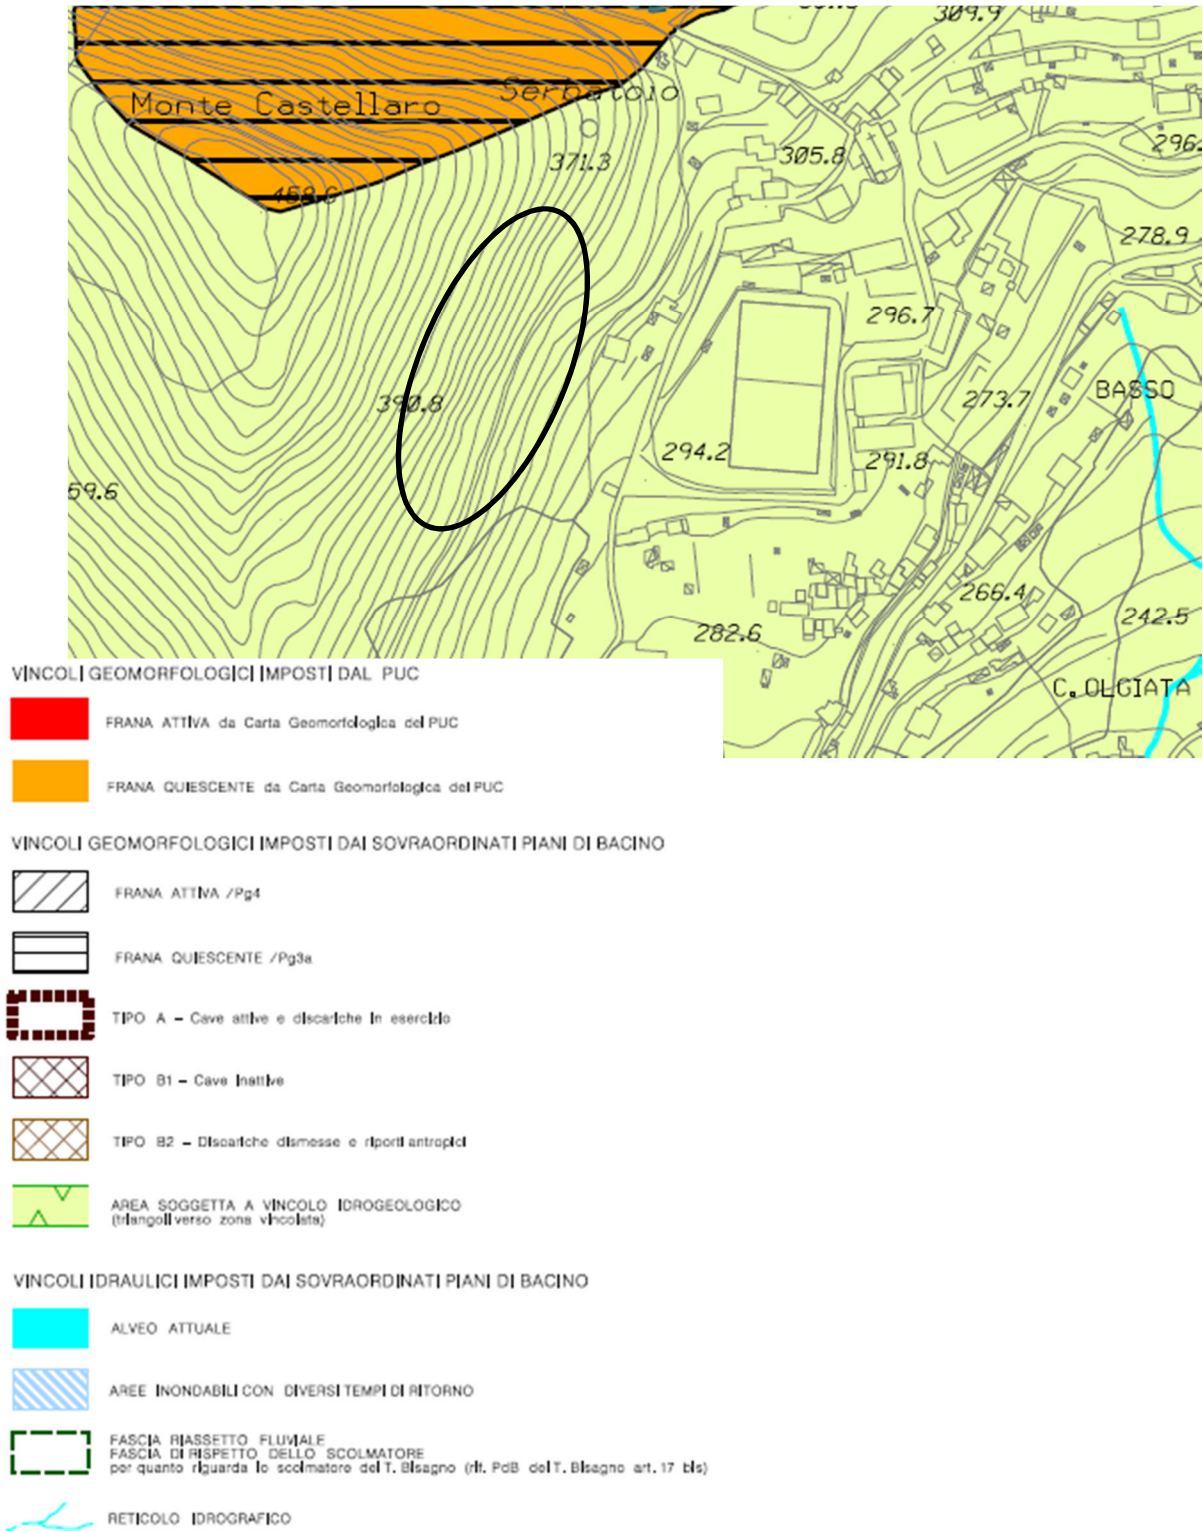 309.9
Serbatoio
Monte Castellaro
305.8
296.
371.3
458.6
278.9
296.7
390.8
BASSO
273.7
294.2
291.8
59.6
266.4
242.5
282.6
C. OLGIATA
VINCOLI GEOMORFOLOGICI IMPOSTI DAL PUC
FRANA ATTIVA da Carta Geomorfologica del PUC
FRANA QUIESCENTE da Carta Geomorfologica del PUC
VINCOLI GEOMORFOLOGICI IMPOSTI DAI SOVRAORDINATI PIANI DI BACINO
FRANA ATTIVA /Pg4
FRANA QUIESCENTE /Pg3a
TIPO A - Cave attive e discariche in esercizio
TIPO B1 - Cave Inattive
TIPO B2 - Discariche dismesse e riporti antropici
AREA SOGGETTA A VINCOLO IDROGEOLOGICO
(triangoli verso zona vincolata)
VINCOLI IDRAULICI IMPOSTI DAI SOVRAORDINATI PIANI DI BACINO
ALVEO ATTUALE
AREE INONDABILI CON DIVERSI TEMPI DI RITORNO
FASCIA RIASSETTO FLUVIALE
FASCIA DI RISPETTO DELLO SCOLMATORE
per quanto riguarda lo scolmatore del T. Bisagno (rif. PdB del T. Bisagno art. 17 bis)
RETICOLO IDROGRAFICO